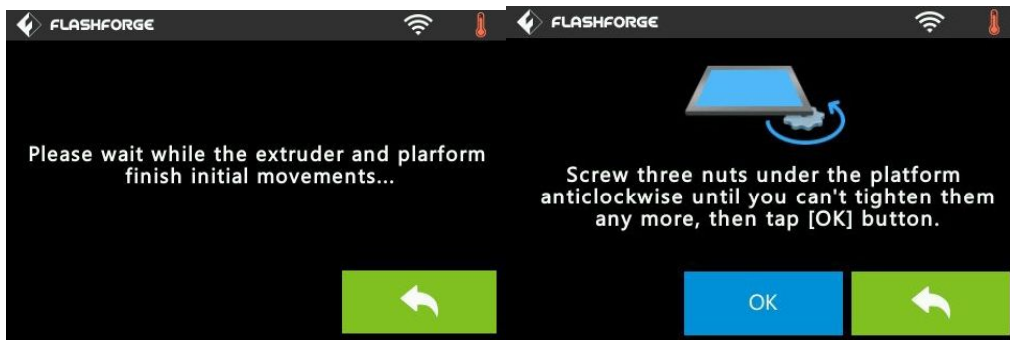 FLASHFORGE
Please wait while the extruder and plarform
finish initial movements...
FLASHFORGE
Screw three nuts under the platform
anticlockwise until you can't tighten them
any more, then tap [OK] button.
OK